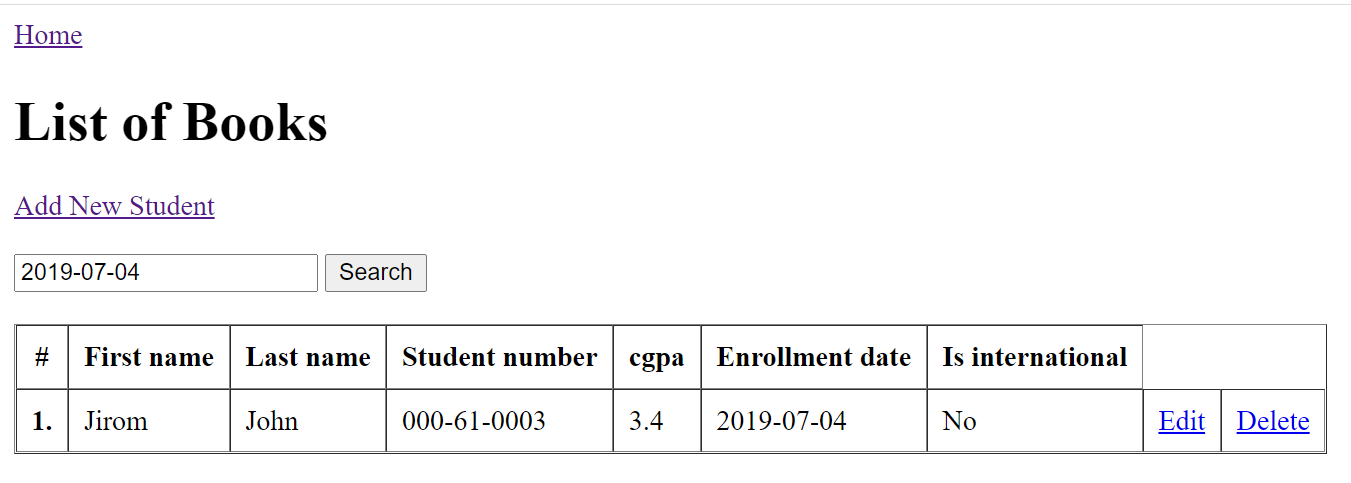 Home
List of Books
Add New Student
2019-07-04 Search
# First name Last name Student number cgpa Enrollment date Is international
1. Jirom John 000-61-0003 3.4 2019-07-04 No Edit Delete